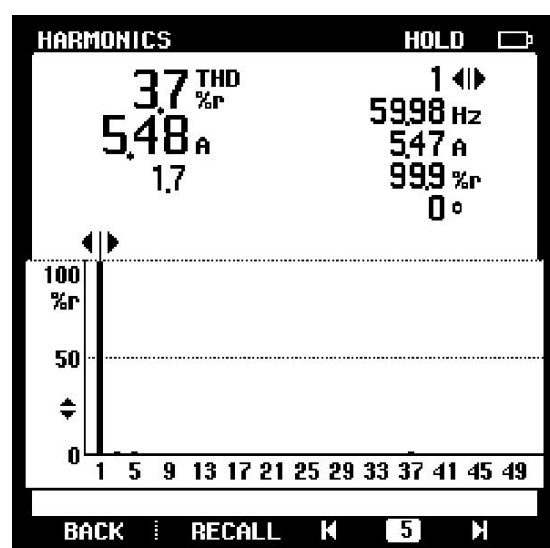 HARMONICS HOLD
3.7 THD %r
5.48 A
1.7
1
59.98 Hz
5.47 A
99.9 %r
0 °
100
%r
50
0
1 5 9 13 17 21 25 29 33 37 41 45 49
BACK RECALL 5